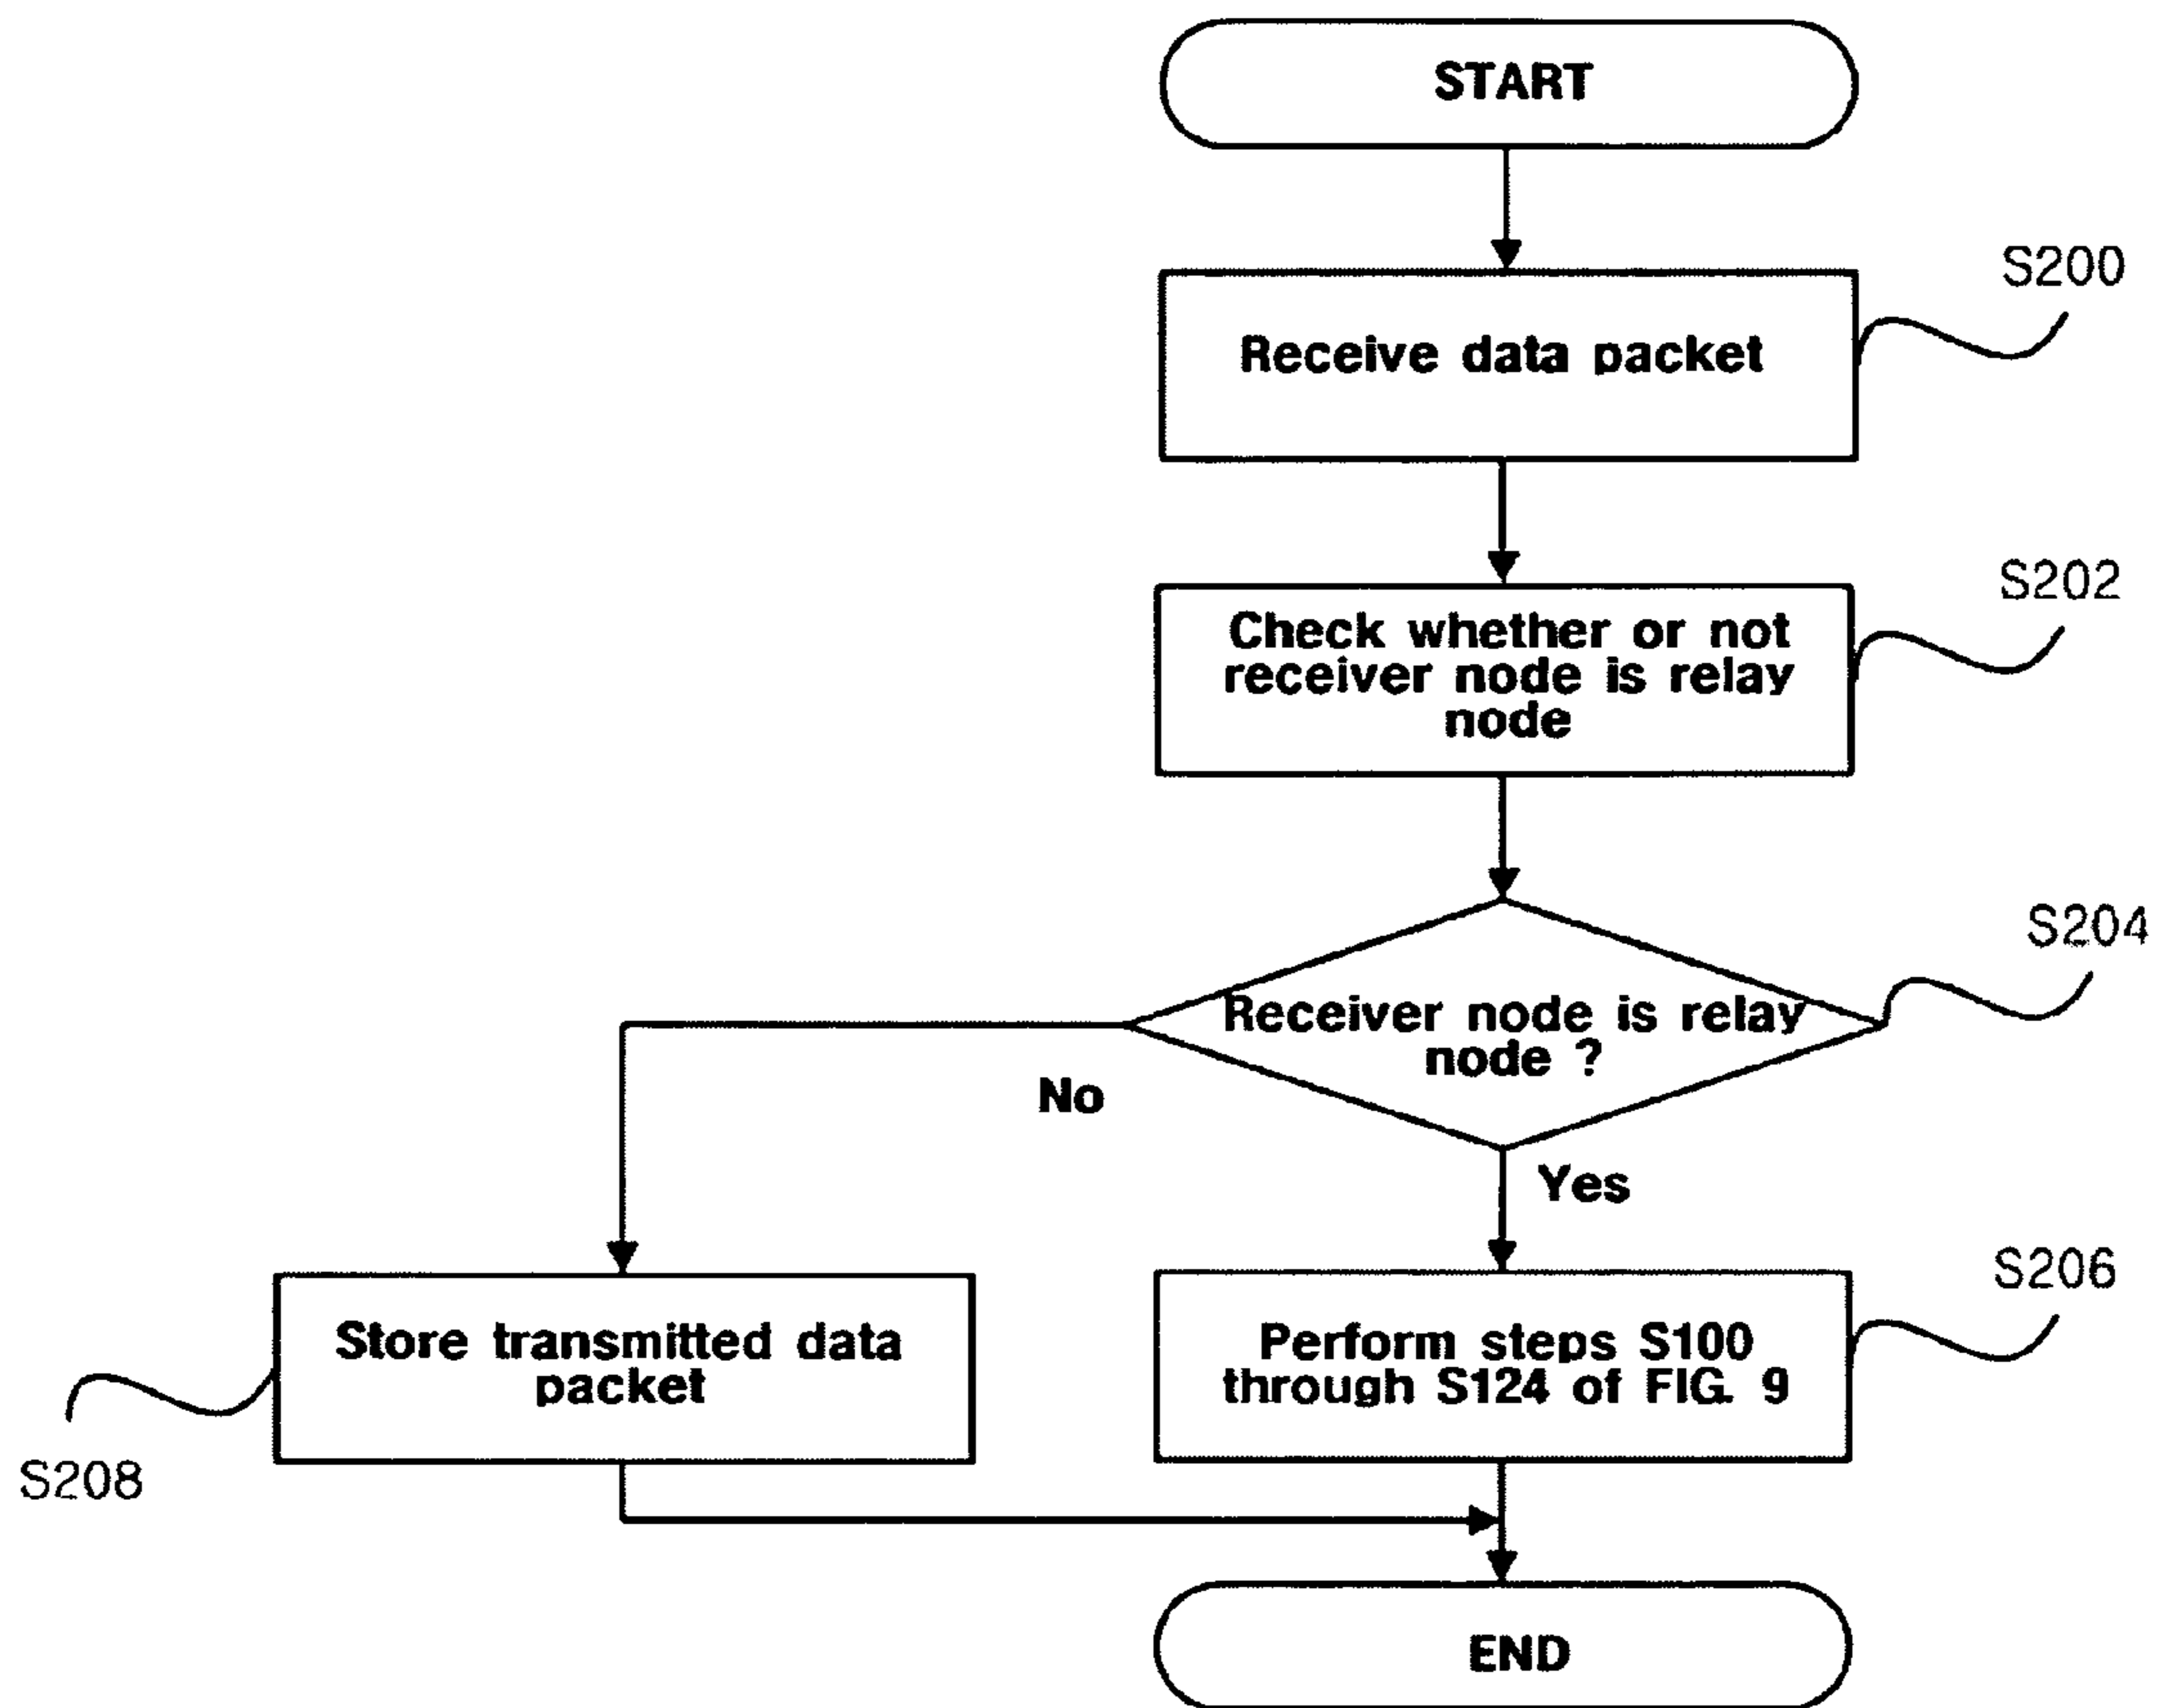 START
S200
Receive data packet
S202
Check whether or not
receiver node is relay
node
S204
Receiver node is relay
node ?
No
Yes
S206
Store transmitted data
packet
Perform steps S100
through S124 of FIG. 9
S208
END